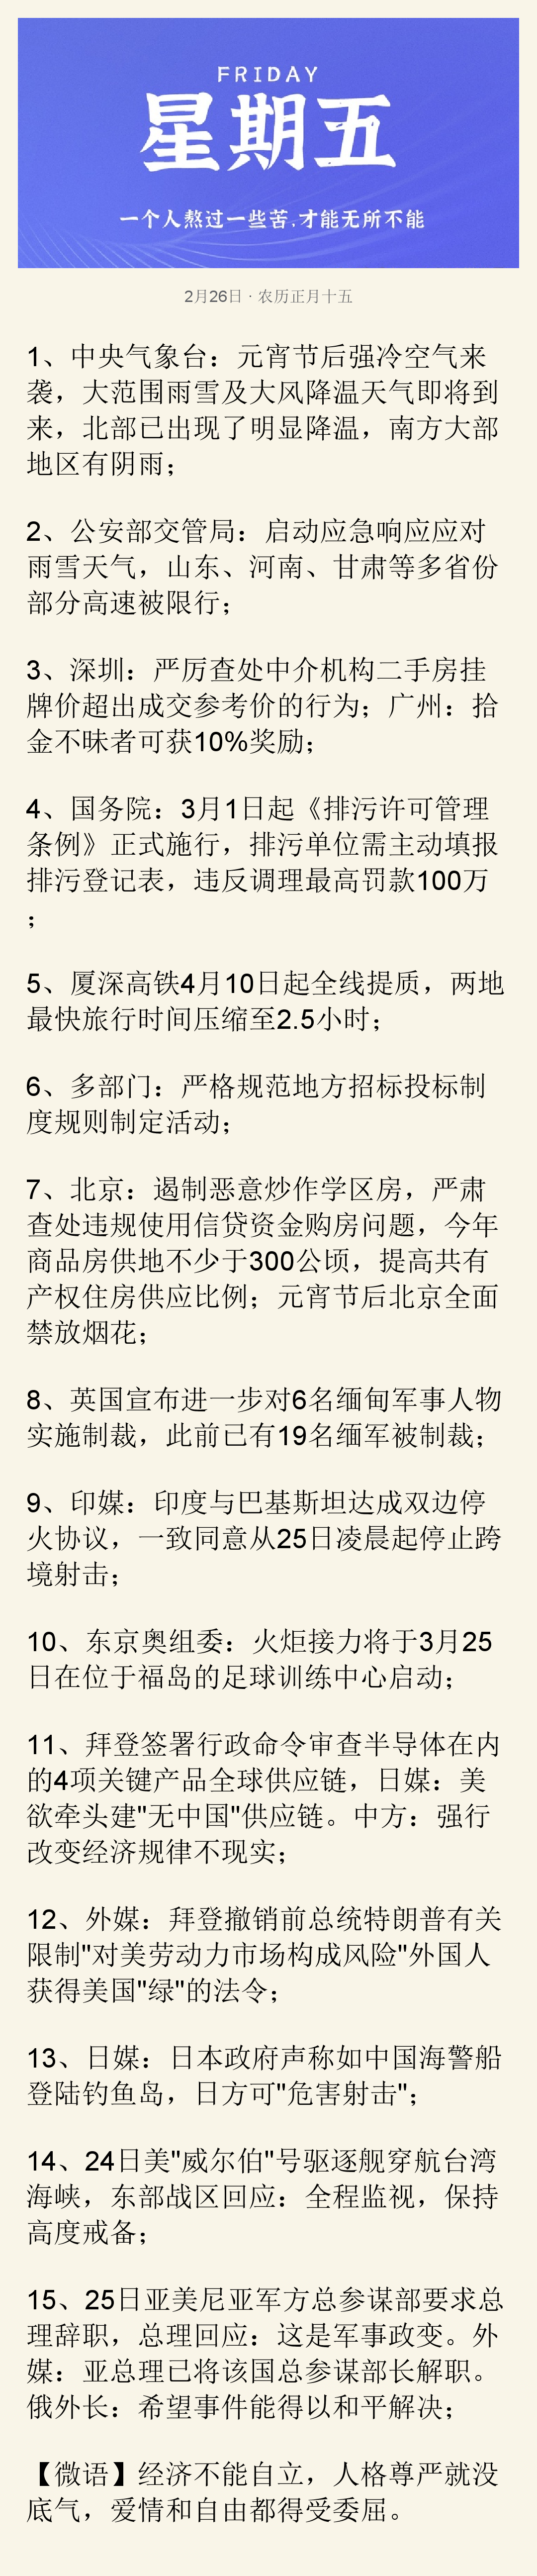 FRIDAY
星期五
一个人熬过一些苦,才能无所不能
2月26日 · 农历正月十五
1、中央气象台：元宵节后强冷空气来
袭，大范围雨雪及大风降温天气即将到
来，北部已出现了明显降温，南方大部
地区有阴雨；
2、公安部交管局：启动应急响应应对
雨雪天气，山东、河南、甘肃等多省份
部分高速被限行；
3、深圳：严厉查处中介机构二手房挂
牌价超出成交参考价的行为；广州：拾
金不昧者可获10%奖励；
4、国务院：3月1日起《排污许可管理
条例》正式施行，排污单位需主动填报
排污登记表，违反调理最高罚款100万
；
5、厦深高铁4月10日起全线提质，两地
最快旅行时间压缩至2.5小时；
6、多部门：严格规范地方招标投标制
度规则制定活动；
7、北京：遏制恶意炒作学区房，严肃
查处违规使用信贷资金购房问题，今年
商品房供地不少于300公顷，提高共有
产权住房供应比例；元宵节后北京全面
禁放烟花；
8、英国宣布进一步对6名缅甸军事人物
实施制裁，此前已有19名缅军被制裁；
9、印媒：印度与巴基斯坦达成双边停
火协议，一致同意从25日凌晨起停止跨
境射击；
10、东京奥组委：火炬接力将于3月25
日在位于福岛的足球训练中心启动；
11、拜登签署行政命令审查半导体在内
的4项关键产品全球供应链，日媒：美
欲牵头建"无中国"供应链。中方：强行
改变经济规律不现实；
12、外媒：拜登撤销前总统特朗普有关
限制"对美劳动力市场构成风险"外国人
获得美国"绿"的法令；
13、日媒：日本政府声称如中国海警船
登陆钓鱼岛，日方可"危害射击"；
14、24日美"威尔伯"号驱逐舰穿航台湾
海峡，东部战区回应：全程监视，保持
高度戒备；
15、25日亚美尼亚军方总参谋部要求总
理辞职，总理回应：这是军事政变。外
媒：亚总理已将该国总参谋部长解职。
俄外长：希望事件能得以和平解决；
【微语】经济不能自立，人格尊严就没
底气，爱情和自由都得受委屈。